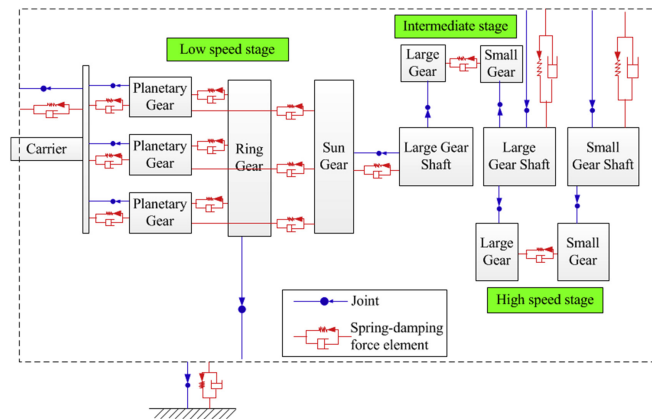 Intermediate stage
Low speed stage
Large
Gear
Small
Gear
Planetary
Gear
Carrier
Planetary
Gear
Ring
Gear
Sun
Gear
Large Gear
Shaft
Large
Gear Shaft
Small
Gear Shaft
Planetary
Gear
Large
Gear
Small
Gear
High speed stage
Joint
Spring-damping
force element